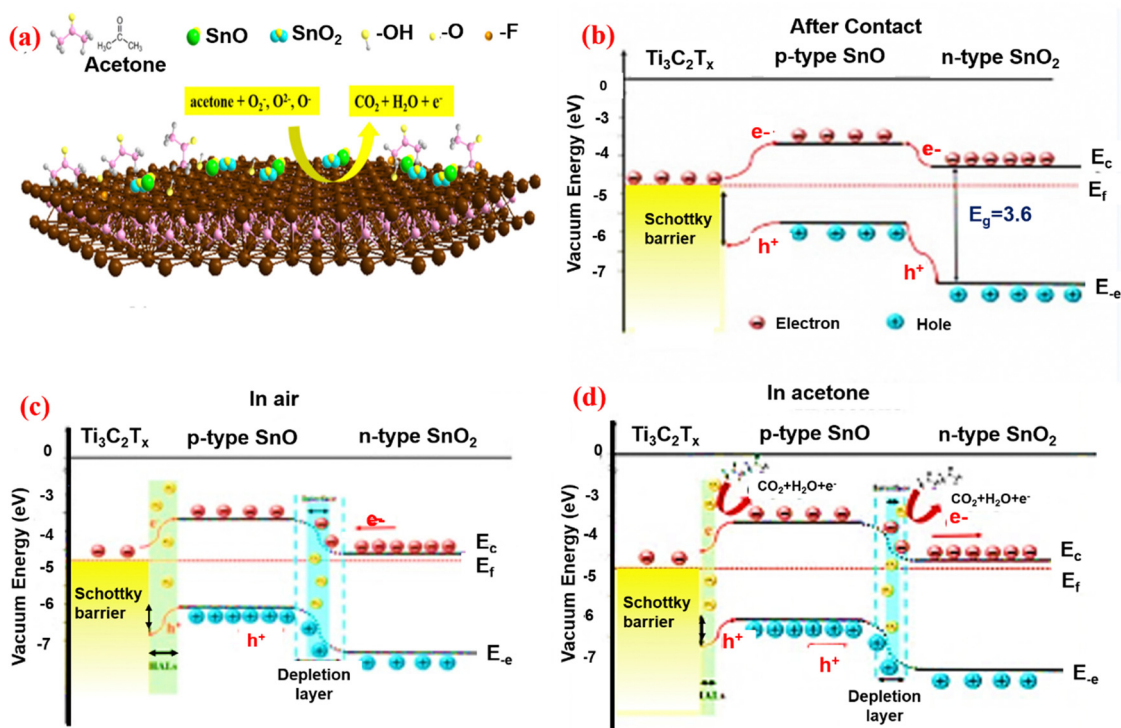 (a)
O
CH₃ CH₃
Acetone
SnO
SnO₂
-OH
-O
-F
acetone + O₂⁻, O²⁻, O⁻
CO₂ + H₂O + e⁻
(b)
After Contact
Ti₃C₂Tₓ
p-type SnO
n-type SnO₂
Vacuum Energy (eV)
0
-3
-4
-5
-6
-7
e-
e-
Ec
Ef
Schottky
barrier
Eg=3.6
h⁺
h⁺
E-e
Electron
Hole
(c)
In air
Ti₃C₂Tₓ
p-type SnO
n-type SnO₂
Vacuum Energy (eV)
0
-3
-4
-5
-6
-7
e-
Ec
Ef
Schottky
barrier
h⁺
h⁺
HALs
E-e
Depletion
layer
(d)
In acetone
Ti₃C₂Tₓ
p-type SnO
n-type SnO₂
Vacuum Energy (eV)
0
-3
-4
-5
-6
-7
CO₂+H₂O+e⁻
CO₂+H₂O+e⁻
e-
Ec
Ef
Schottky
barrier
h⁺
h⁺
E-e
Depletion
layer